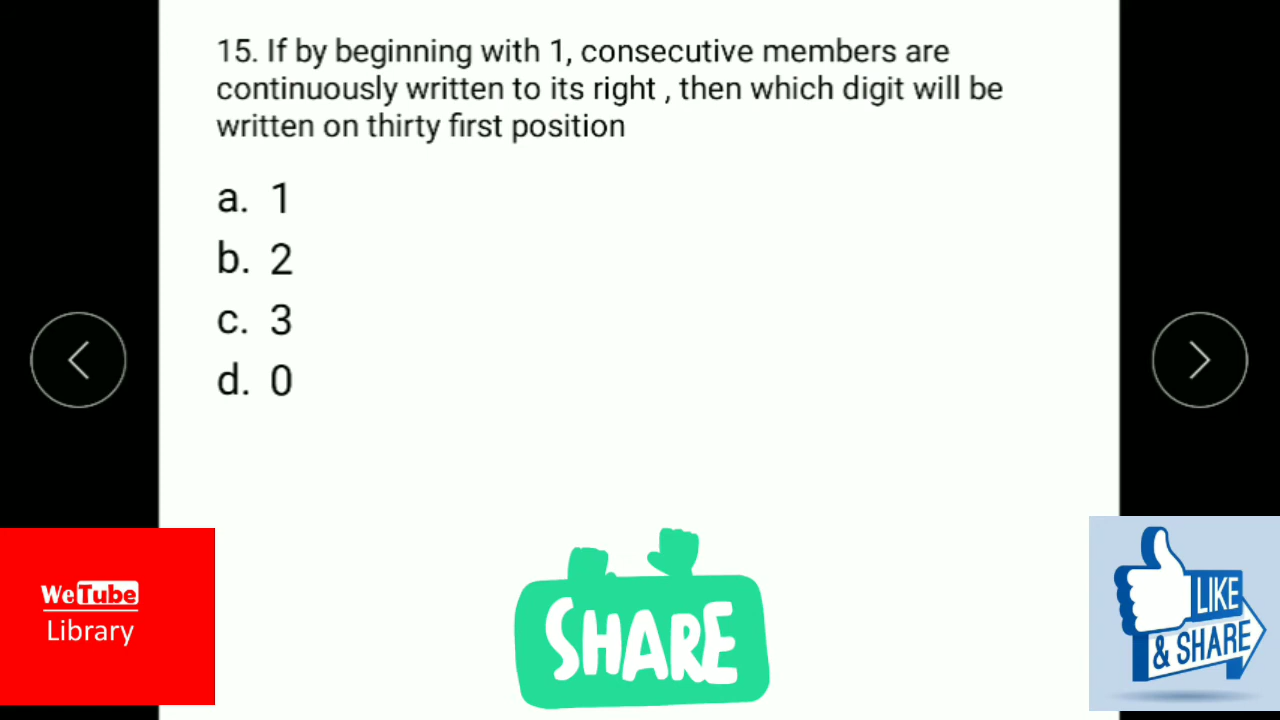 15. If by beginning with 1, consecutive members are
continuously written to its right , then which digit will be
written on thirty first position
a. 1
b. 2
c. 3
d. 0
WeTube
Library
SHARE
LIKE
& SHARE